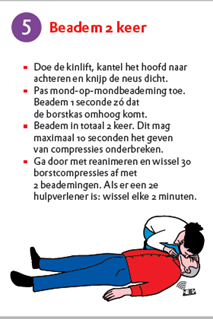 5 Beadem 2 keer
Doe de kinlift, kantel het hoofd naar
achteren en knijp de neus dicht.
Pas mond-op-mondbeademing toe.
Beadem 1 seconde zó dat
de borstkas omhoog komt.
Beadem in totaal 2 keer. Dit mag
maximaal 10 seconden het geven
van compressies onderbreken.
Ga door met reanimeren en wissel 30
borstcompressies af met
2 beademingen. Als er een 2e
hulpverlener is: wissel elke 2 minuten.